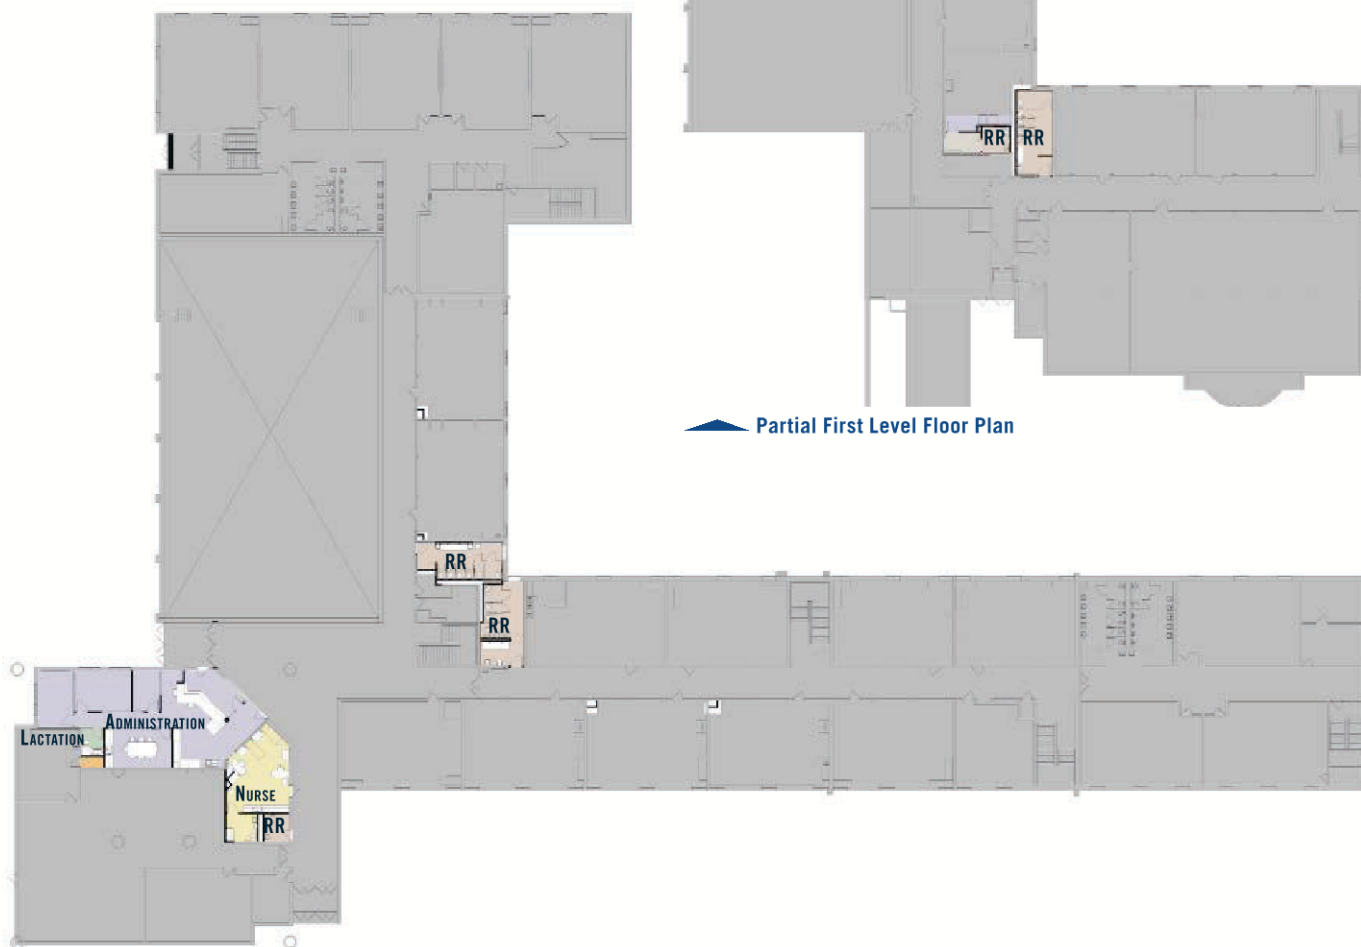 RR RR
Partial First Level Floor Plan
RR
RR
Administration
Lactation
Nurse
RR